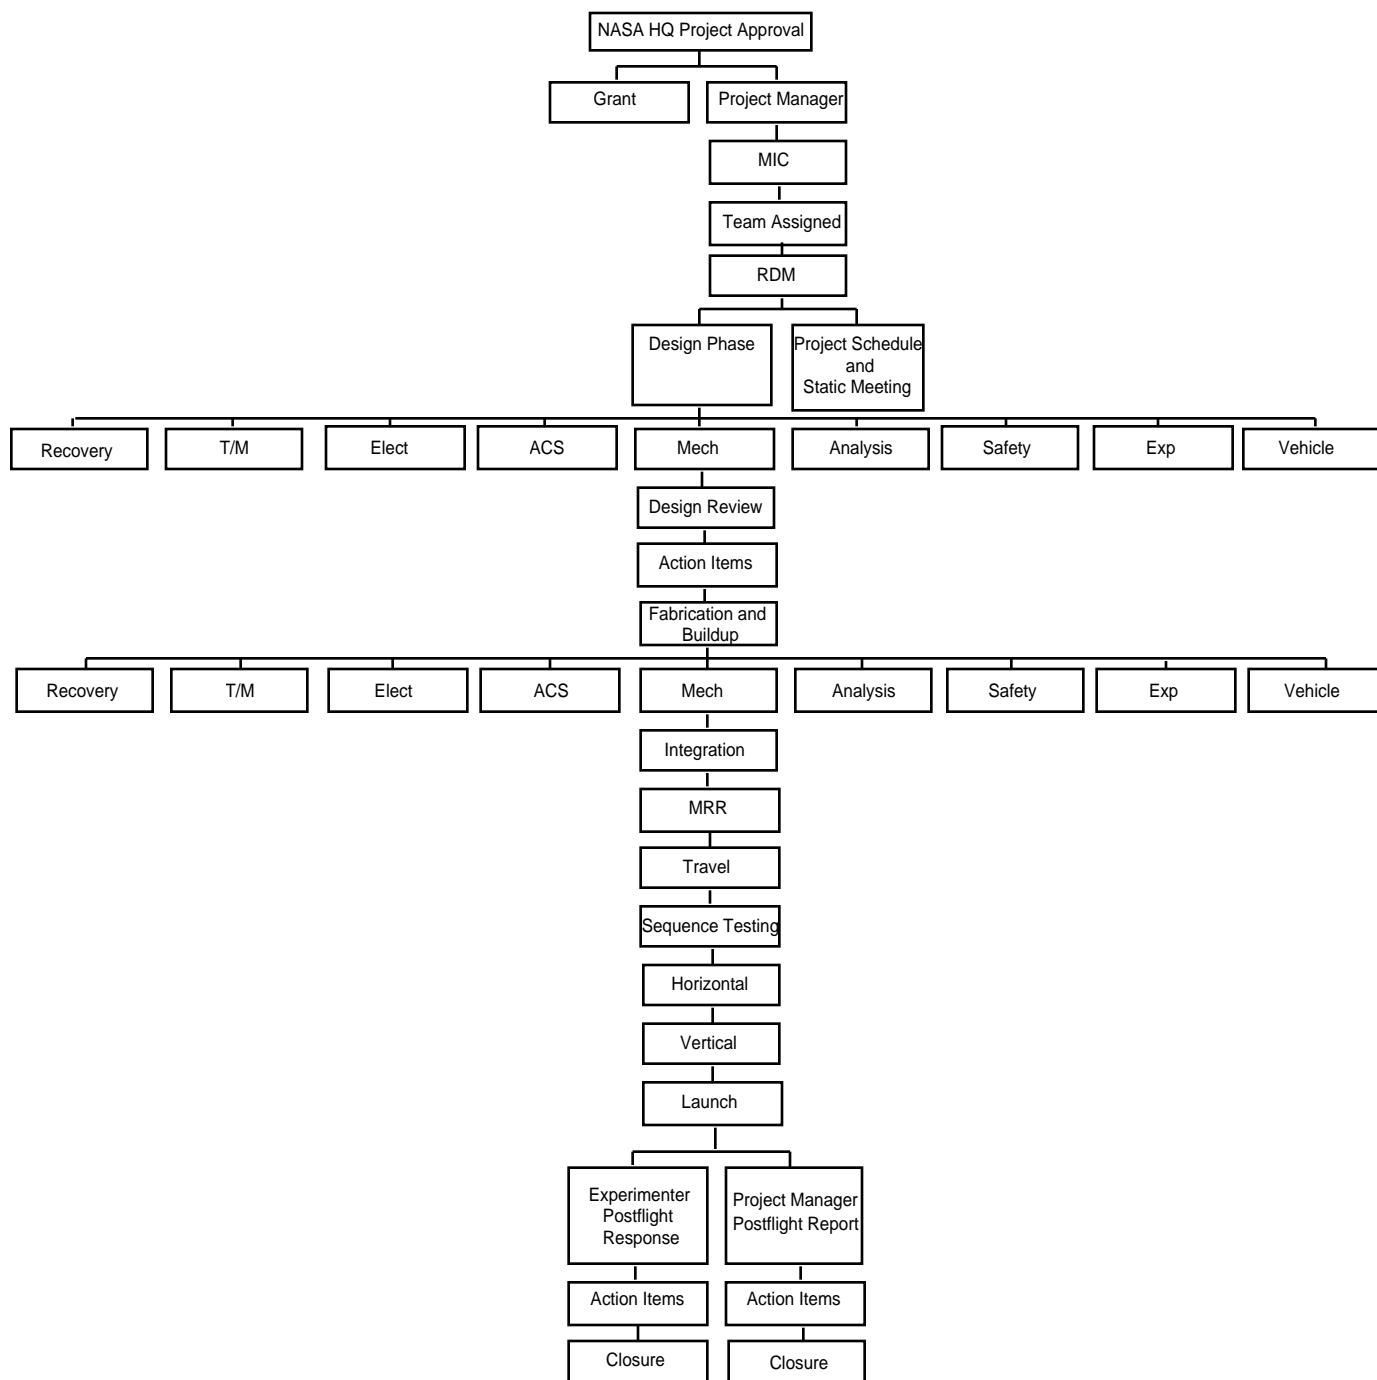 NASA HQ Project Approval
Grant
Project Manager
MIC
Team Assigned
RDM
Design Phase
Project Schedule
and
Static Meeting
Recovery
T/M
Elect
ACS
Mech
Analysis
Safety
Exp
Vehicle
Design Review
Action Items
Fabrication and
Buildup
Recovery
T/M
Elect
ACS
Mech
Analysis
Safety
Exp
Vehicle
Integration
MRR
Travel
Sequence Testing
Horizontal
Vertical
Launch
Experimenter
Postflight
Response
Project Manager
Postflight Report
Action Items
Action Items
Closure
Closure